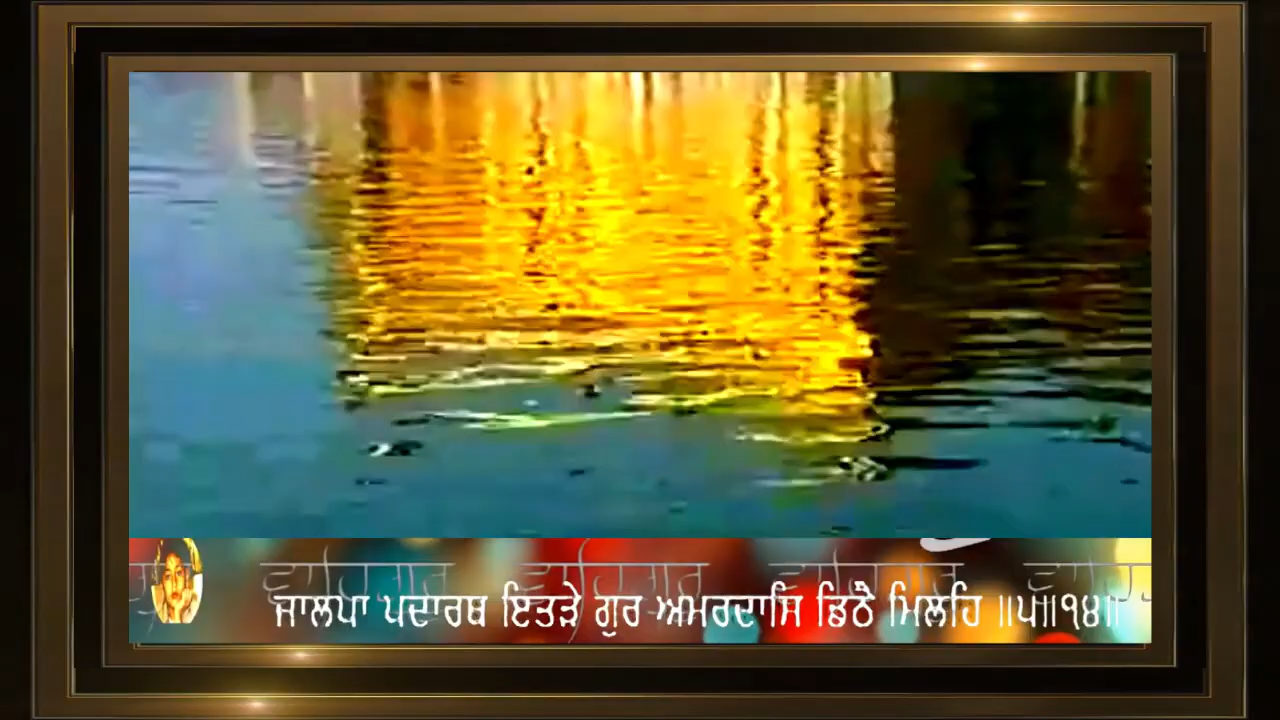 ਵਾਹਿਗੁਰੂ ਵਾਹਿਗੁਰੂ ਵਾਹਿਗੁਰੂ
ਜਾਲਪਾ ਪਦਾਰਥ ਇਤੜੇ ਗੁਰ ਅਮਰਦਾਸਿ ਡਿਠੈ ਮਿਲਹਿ ॥੫॥੧੪॥